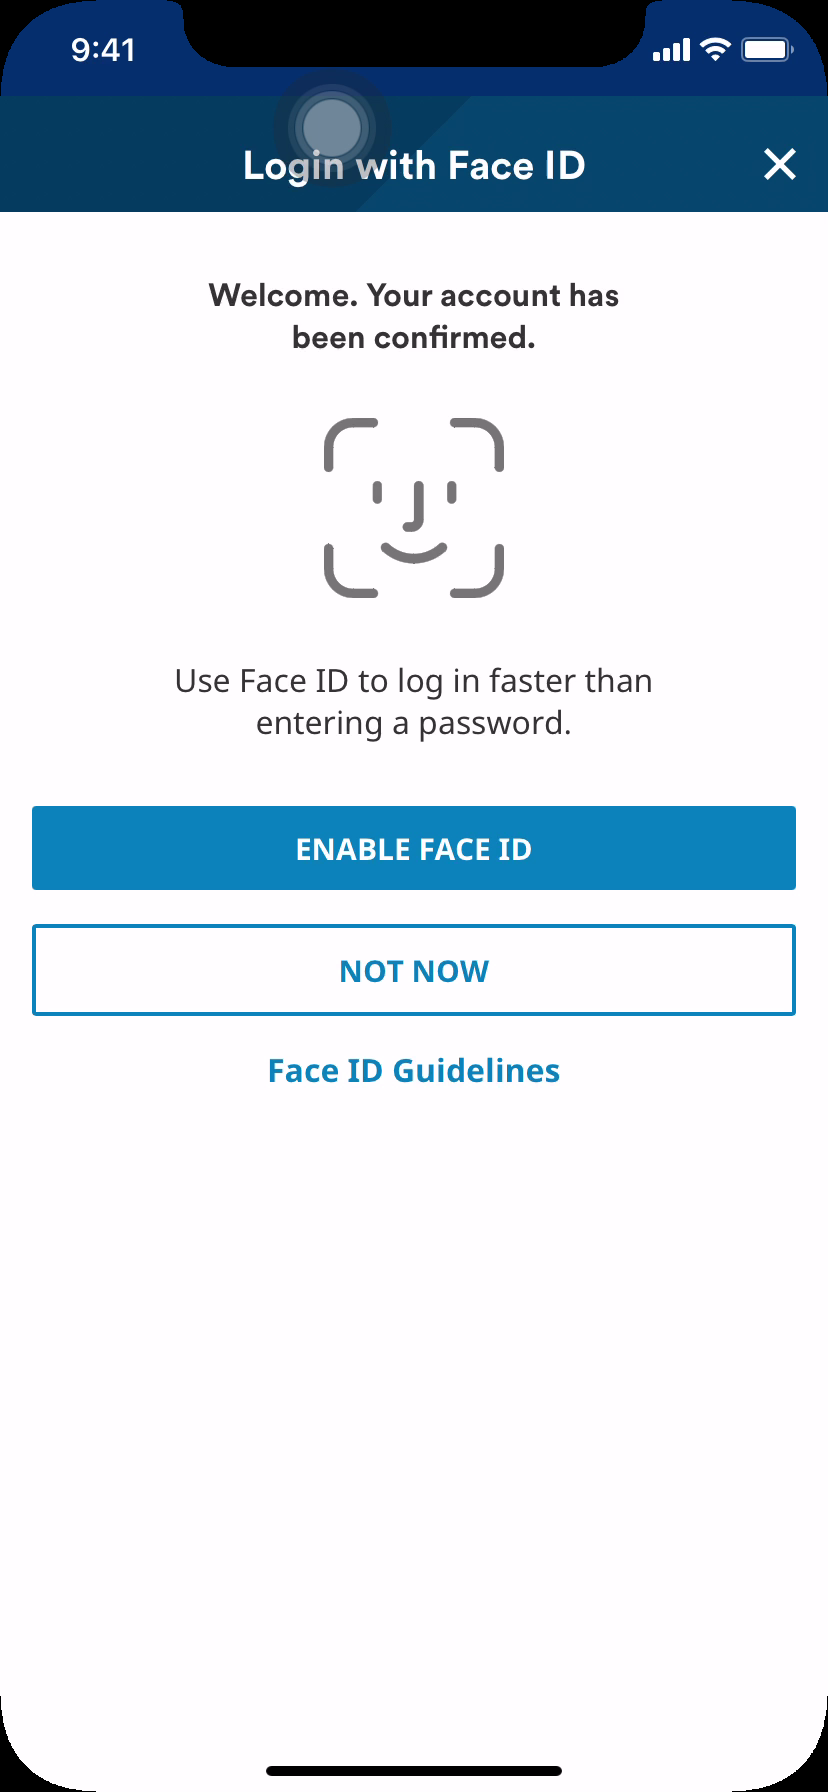 9:41
Login with Face ID
Welcome. Your account has
been confirmed.
Use Face ID to log in faster than
entering a password.
ENABLE FACE ID
NOT NOW
Face ID Guidelines